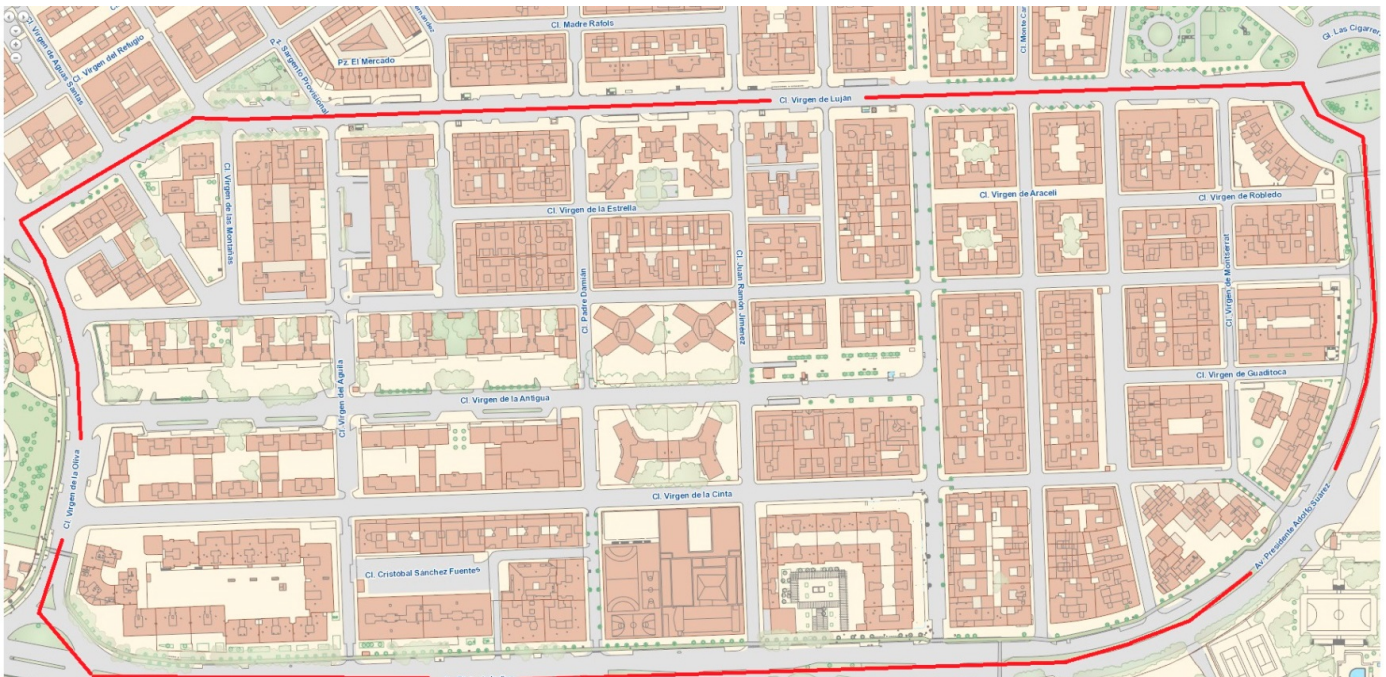 Cl. Madre Rafols
Cl. Virgen de Aguas Santas
Cl. Virgen del Refugio
Pz. Sargento Provisional
Pz. El Mercado
Gl. Las Cigarrer
Cl. Virgen de Luján
Cl. Virgen de las Montañas
Cl. Virgen de Araceli
Cl. Virgen de Robledo
Cl. Virgen de la Estrella
Cl. Padre Damián
Cl. Juan Ramón Jiménez
Cl. Virgen de Montserrat
Cl. Virgen del Aguila
Cl. Virgen de Guaditoca
Cl. Virgen de la Antigua
Cl. Virgen de la Oliva
Cl. Virgen de la Cinta
Av. Presidente Adolfo Suárez
Cl. Cristobal Sanchez Fuentes